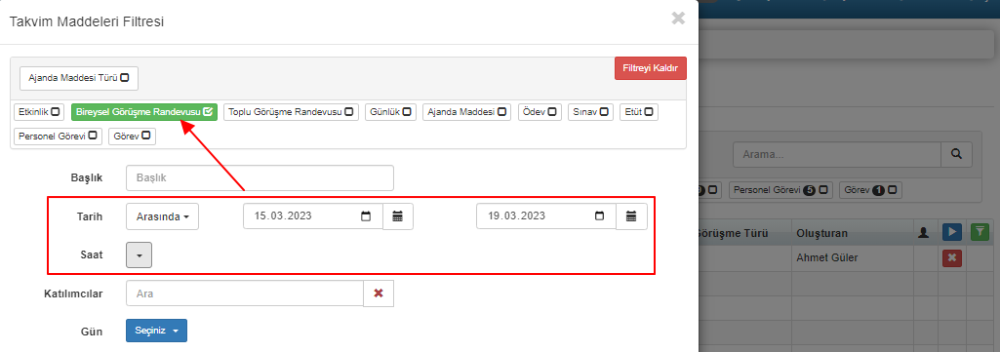 Takvim Maddeleri Filtresi
Ajanda Maddesi Türü
Filtreyi Kaldır
Etkinlik Bireysel Görüşme Randevusu Toplu Görüşme Randevusu Günlük Ajanda Maddesi Ödev Sınav Etüt
Personel Görevi Görev
Başlık Başlık
Tarih Arasında 15.03.2023 19.03.2023
Saat
Katılımcılar Ara
Gün Seçiniz
Arama...
Personel Görevi 5 Görev 1
Görüşme Türü Oluşturan
Ahmet Güler